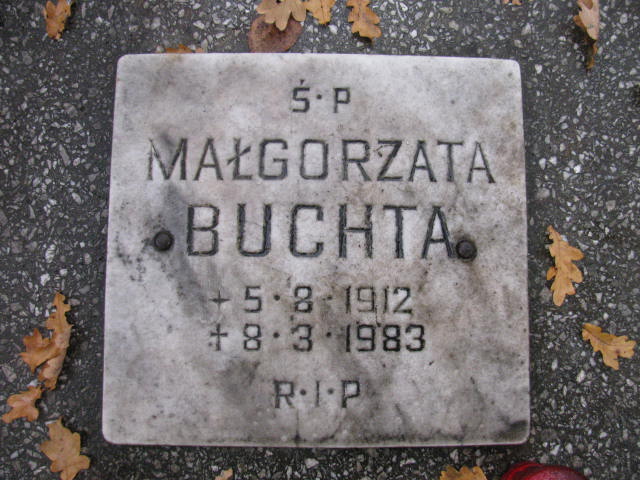 Ś·P
MAŁGORZATA
BUCHTA
+ 5·8·1912
✝ 8·3·1983
R·I·P